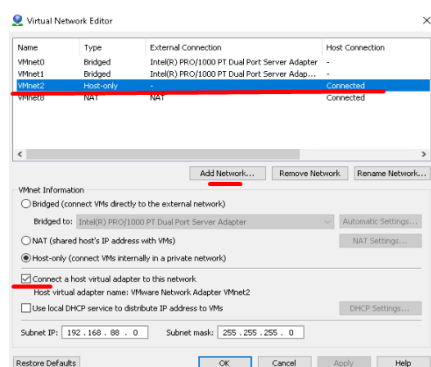 Virtual Network Editor
Name Type External Connection Host Connection
VMnet0 Bridged Intel(R) PRO/1000 PT Dual Port Server Adapter -
VMnet1 Bridged Intel(R) PRO/1000 PT Dual Port Server Adap... -
VMnet2 Host-only - Connected
VMnet8 NAT NAT Connected
Add Network... Remove Network Rename Network...
VMnet Information
Bridged (connect VMs directly to the external network)
Bridged to: Intel(R) PRO/1000 PT Dual Port Server Adapter Automatic Settings...
NAT (shared host's IP address with VMs) NAT Settings...
Host-only (connect VMs internally in a private network)
Connect a host virtual adapter to this network
Host virtual adapter name: VMware Network Adapter VMnet2
Use local DHCP service to distribute IP address to VMs DHCP Settings...
Subnet IP: 192 . 168 . 88 . 0 Subnet mask: 255 . 255 . 255 . 0
Restore Defaults OK Cancel Apply Help